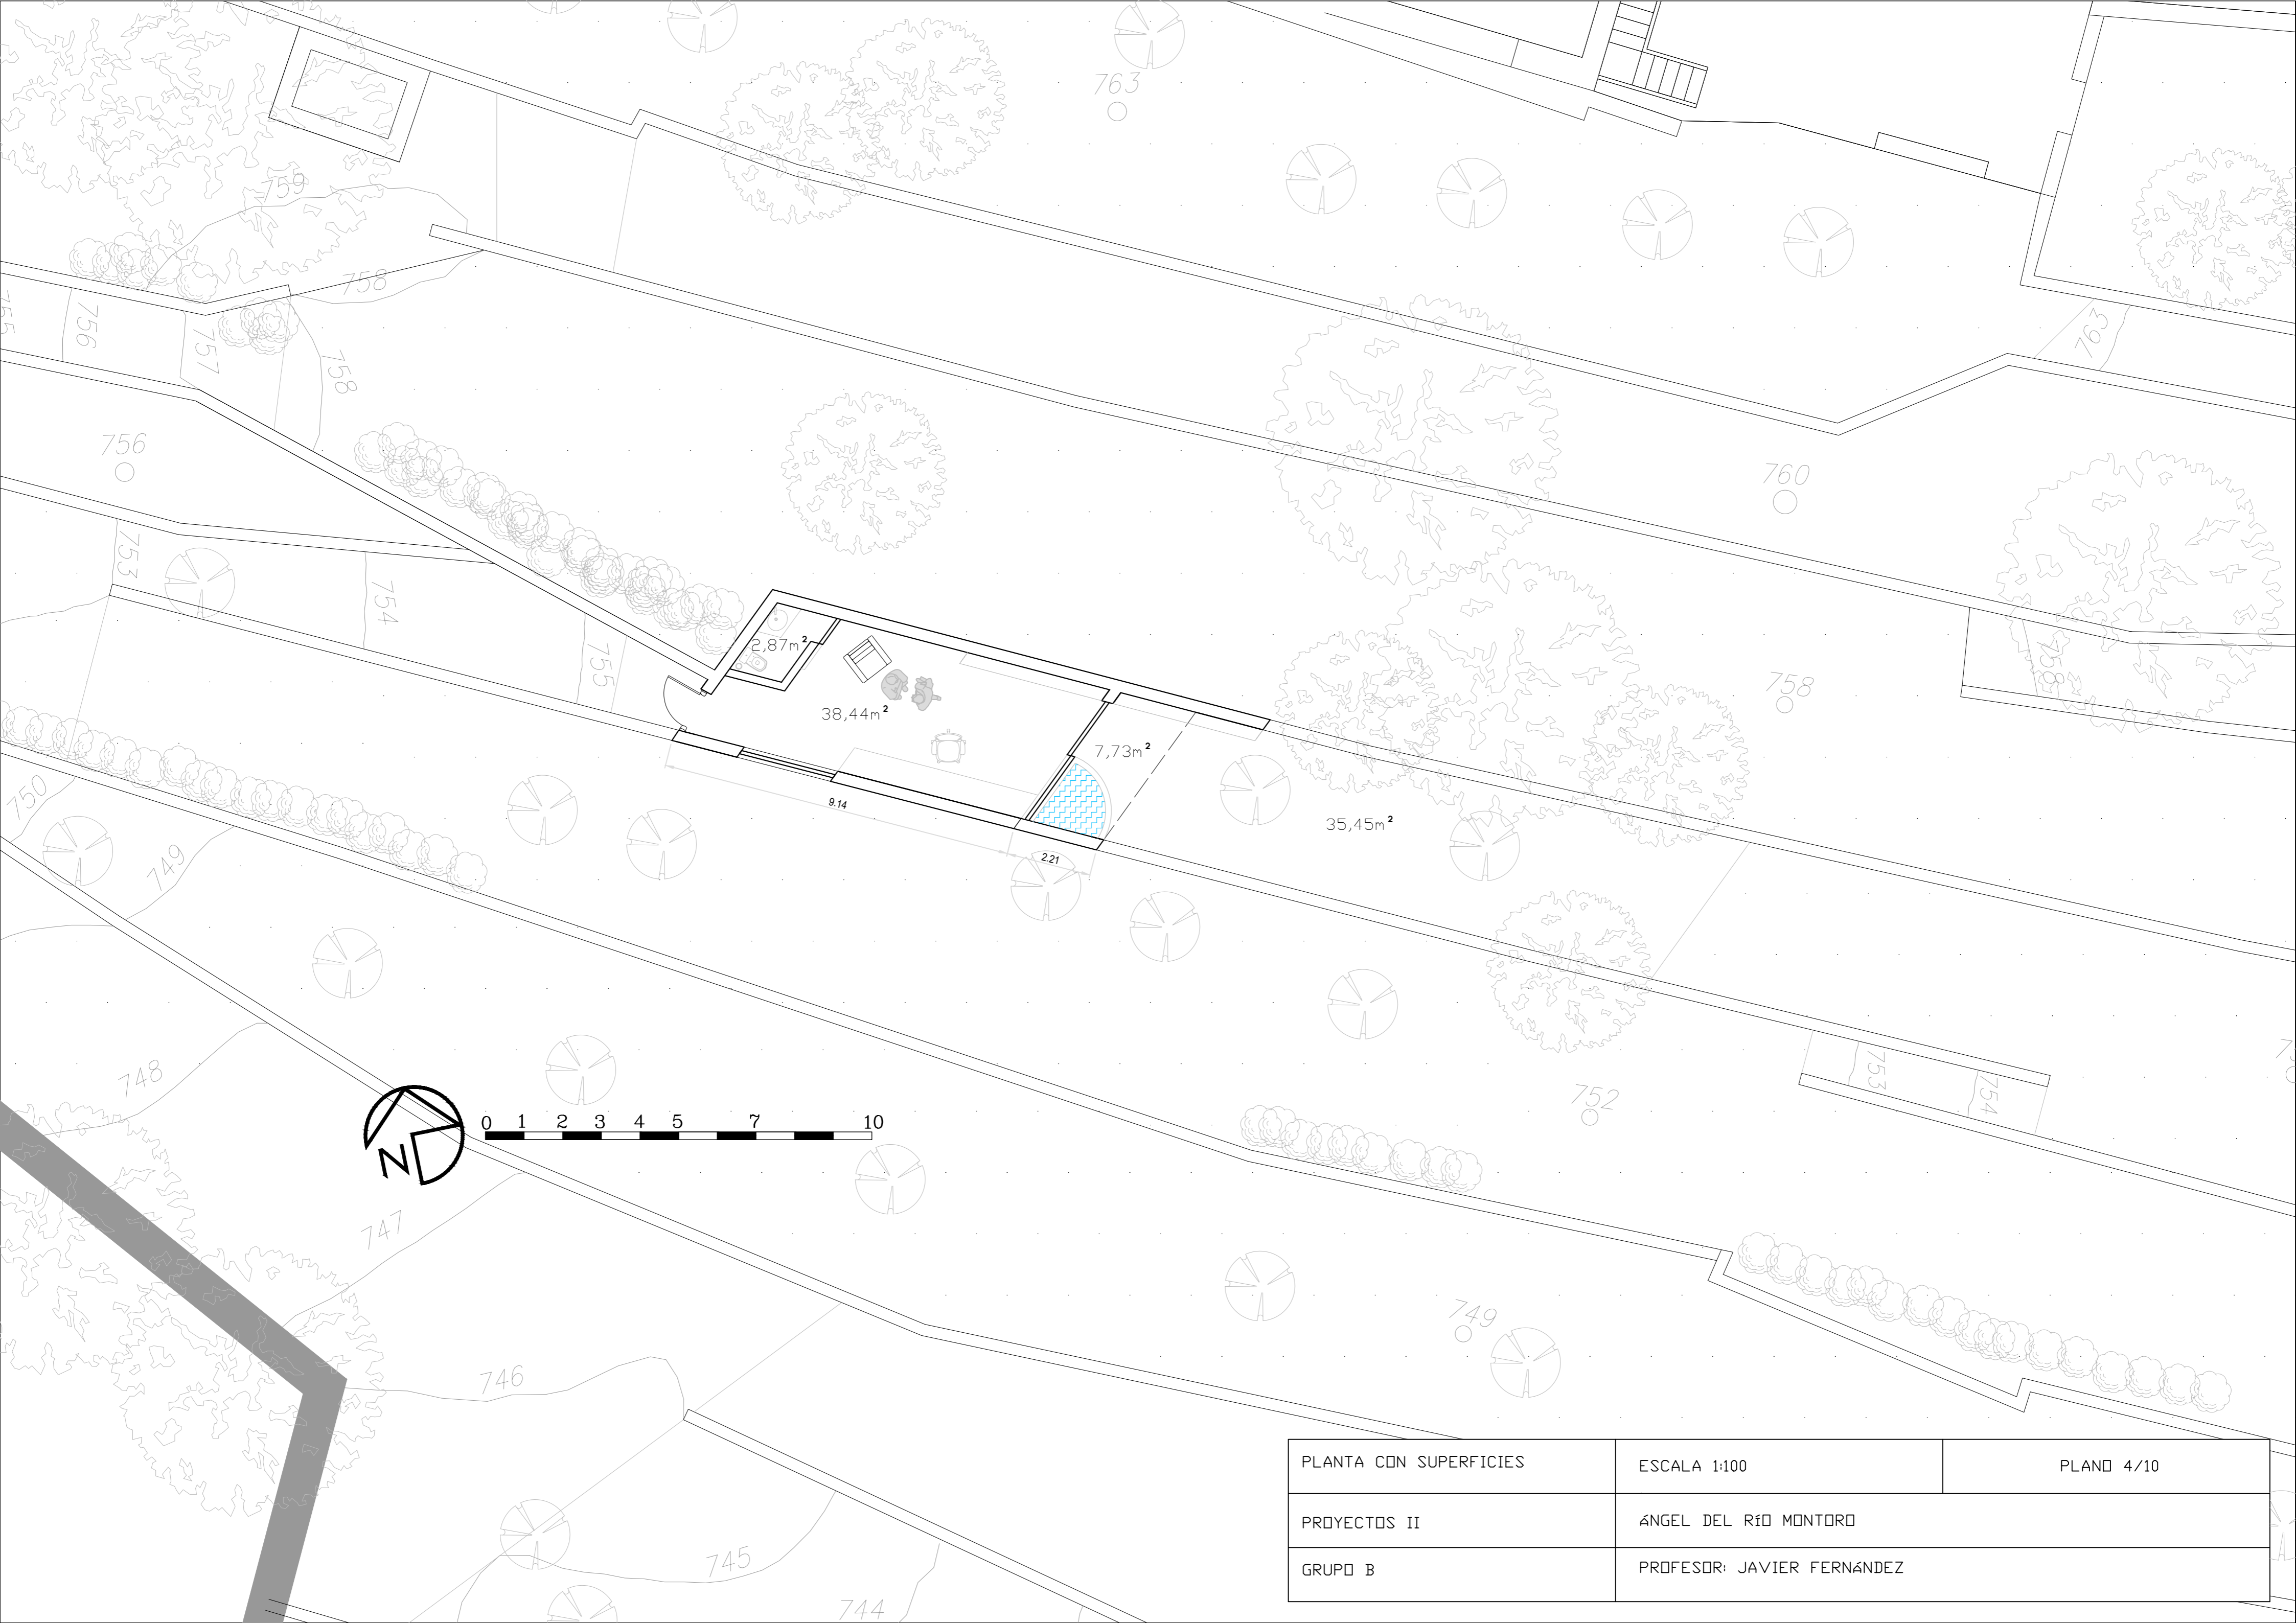 763
759
758
755
756
757
758
763
756
760
753
754
755
758
758
2,87m²
38,44m²
7,73m²
35,45m²
9.14
2.21
750
749
748
N
0 1 2 3 4 5 7 10
752
753
754
747
749
746
745
744
PLANTA CON SUPERFICIES
ESCALA 1:100
PLANO 4/10
PROYECTOS II
ÁNGEL DEL RÍO MONTORO
GRUPO B
PROFESOR: JAVIER FERNÁNDEZ